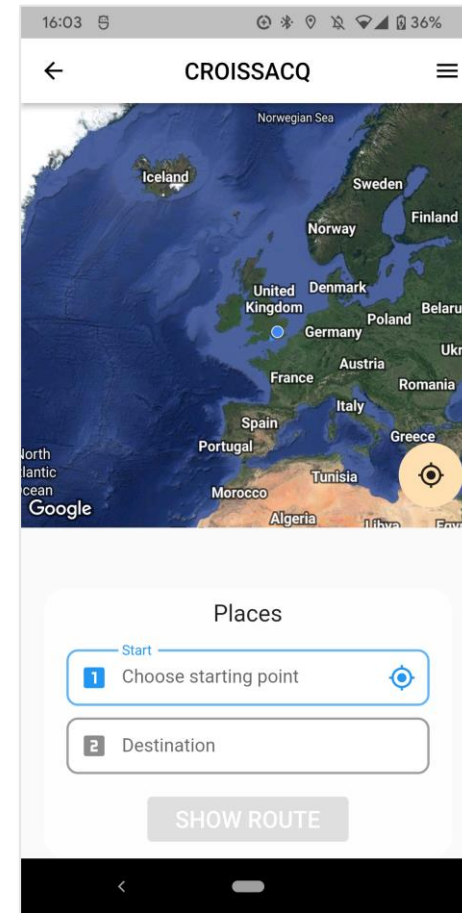 16:03 36%
CROISSACQ
Norwegian Sea
Iceland
Sweden
Finland
Norway
United
Kingdom
Denmark
Poland
Belaru
Germany
Ukr
Austria
France
Romania
Italy
Spain
Portugal
Greece
North
lantic
cean
Tunisia
Morocco
Google
Algeria
Libya
Places
Start
1 Choose starting point
2 Destination
SHOW ROUTE